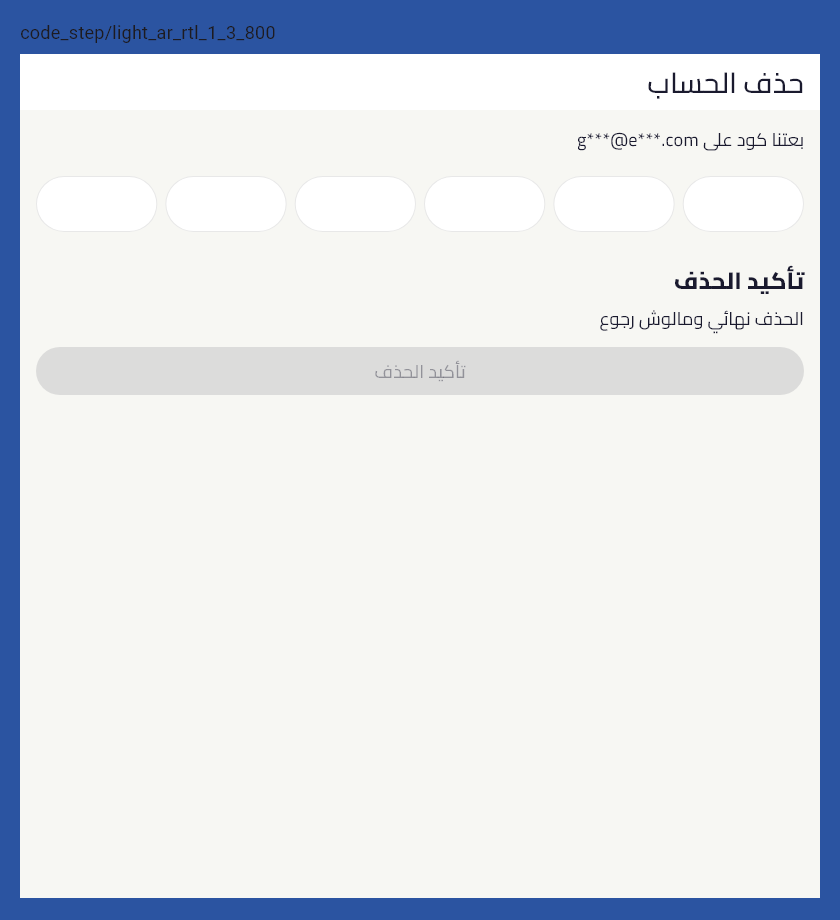 code_step/light_ar_rtl_1_3_800
حذف الحساب
بعتنا كود على g***@e***.com
تأكيد الحذف
الحذف نهائي ومالوش رجوع
تأكيد الحذف